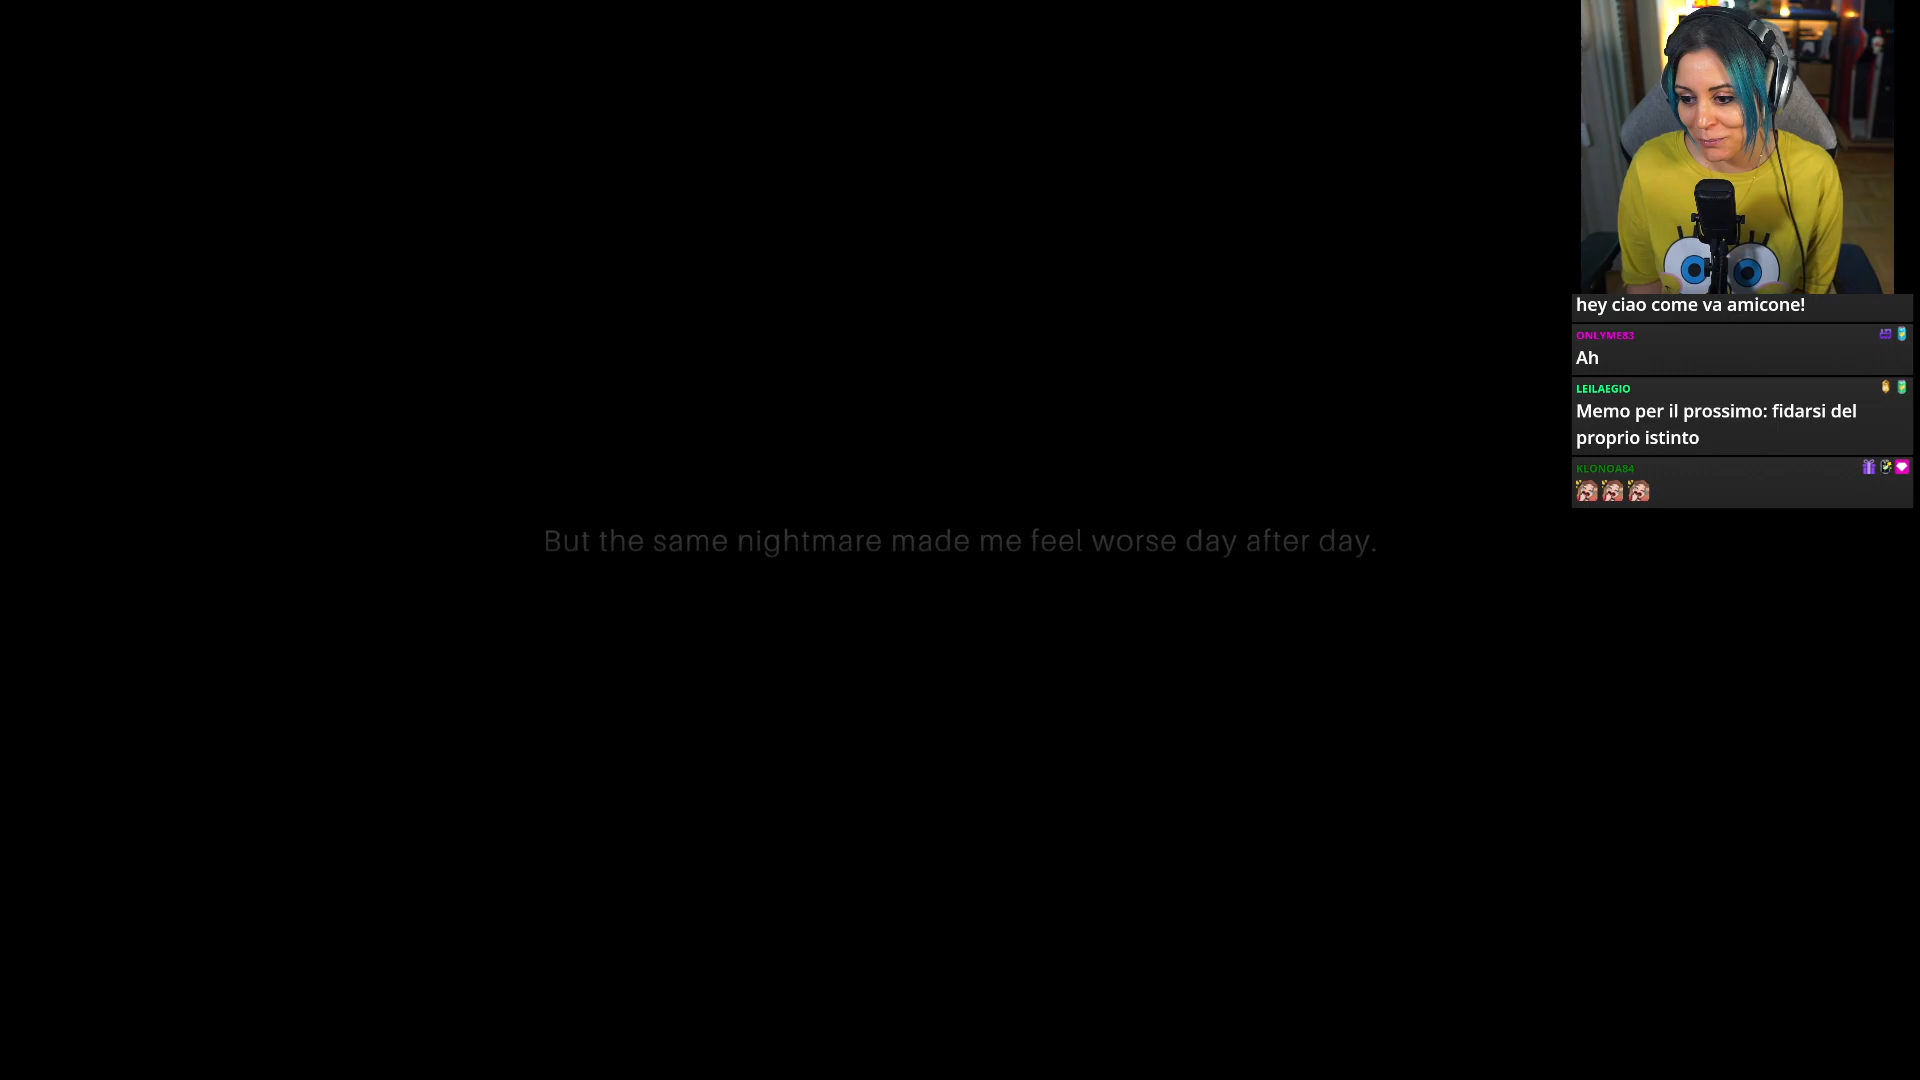 hey ciao come va amicone!
ONLYME83
Ah
LEILAEGIO
Memo per il prossimo: fidarsi del
proprio istinto
KLONOA84
But the same nightmare made me feel worse day after day.